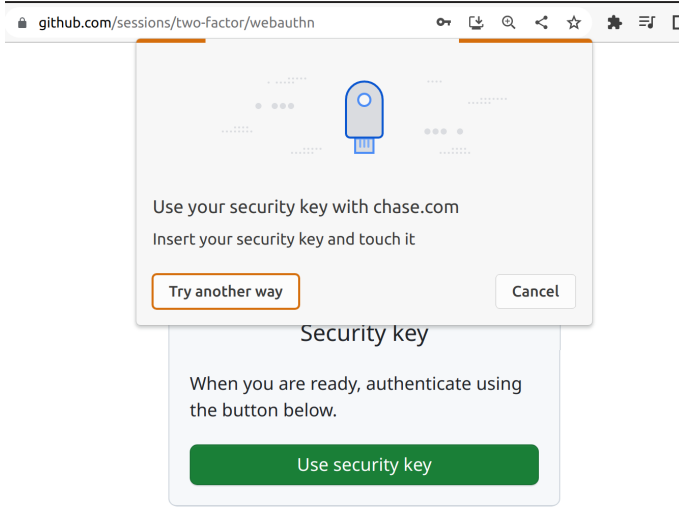 github.com/sessions/two-factor/webauthn
Use your security key with chase.com
Insert your security key and touch it
Try another way
Cancel
Security key
When you are ready, authenticate using
the button below.
Use security key